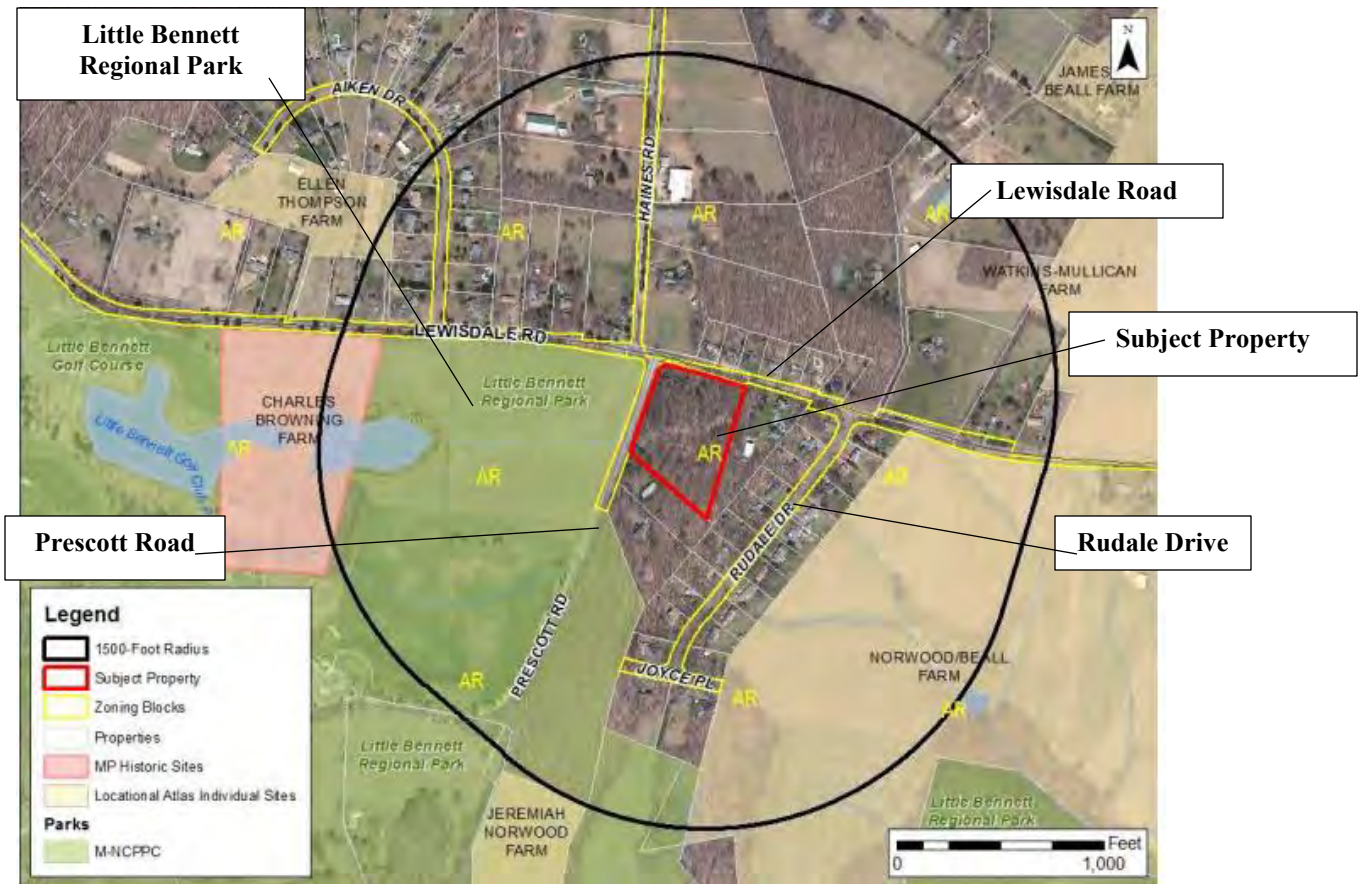 Little Bennett
Regional Park
N
AIKEN DR
HAINES RD
JAMES
BEALL FARM
ELLEN
THOMPSON
FARM
Lewisdale Road
AR
AR
AR
AR
WATKINS-MULLICAN
FARM
LEWISDALE RD
Subject Property
Little Bennett
Golf Course
Little Bennett
Regional Park
CHARLES
BROWNING
FARM
Little Bennett Golf Club
AR
AR
AR
AR
Prescott Road
Rudale Drive
RUDALE DR
PRESCOTT RD
JOYCE PL
NORWOOD/BEALL
FARM
AR
AR
AR
Little Bennett
Regional Park
JEREMIAH
NORWOOD
FARM
Little Bennett
Regional Park
Legend
1500-Foot Radius
Subject Property
Zoning Blocks
Properties
MP Historic Sites
Locational Atlas Individual Sites
Parks
M-NCPPC
Feet
0 1,000